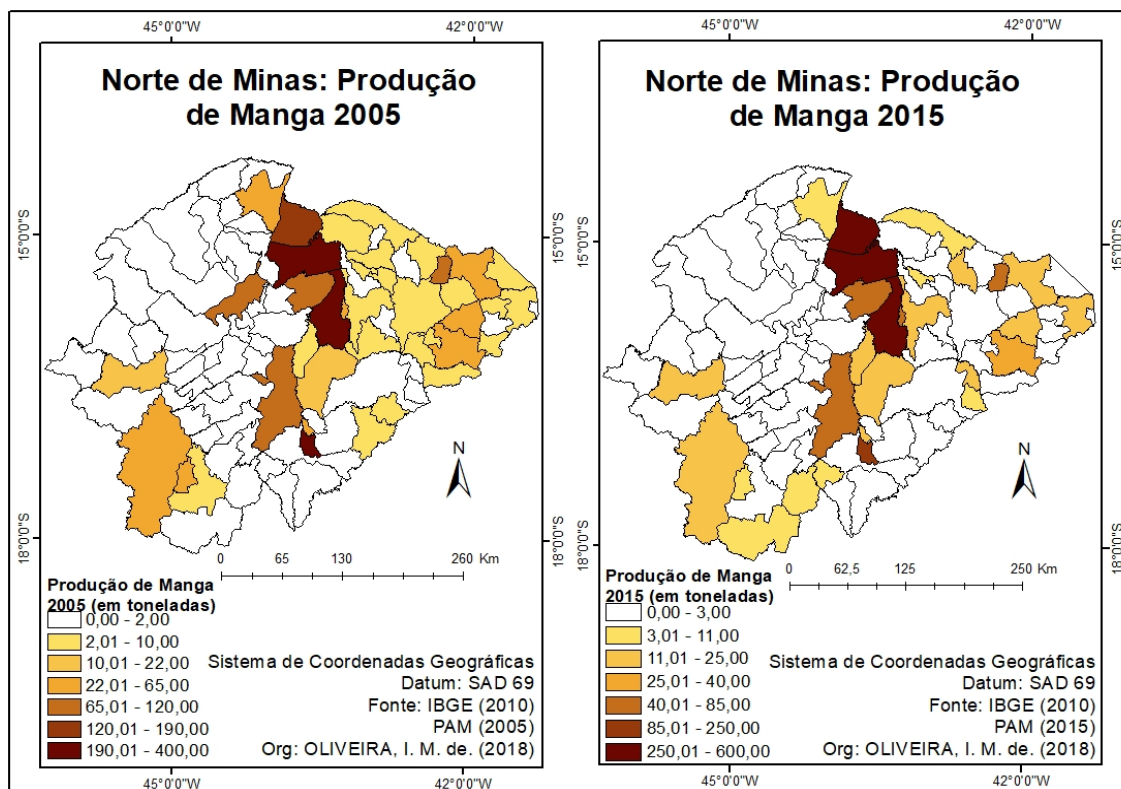 45°0'0"W
42°0'0"W
Norte de Minas: Produção
de Manga 2005
15°0'0"S
15°0'0"S
N
18°0'0"S
18°0'0"S
0
65
130
260 Km
Produção de Manga
2005 (em toneladas)
0,00 - 2,00
2,01 - 10,00
10,01 - 22,00
22,01 - 65,00
65,01 - 120,00
120,01 - 190,00
190,01 - 400,00
Sistema de Coordenadas Geográficas
Datum: SAD 69
Fonte: IBGE (2010)
PAM (2005)
Org: OLIVEIRA, I. M. de. (2018)
45°0'0"W
42°0'0"W
45°0'0"W
42°0'0"W
Norte de Minas: Produção
de Manga 2015
15°0'0"S
15°0'0"S
N
18°0'0"S
18°0'0"S
0
62,5
125
250 Km
Produção de Manga
2015 (em toneladas)
0,00 - 3,00
3,01 - 11,00
11,01 - 25,00
25,01 - 40,00
40,01 - 85,00
85,01 - 250,00
250,01 - 600,00
Sistema de Coordenadas Geográficas
Datum: SAD 69
Fonte: IBGE (2010)
PAM (2015)
Org: OLIVEIRA, I. M. de. (2018)
45°0'0"W
42°0'0"W